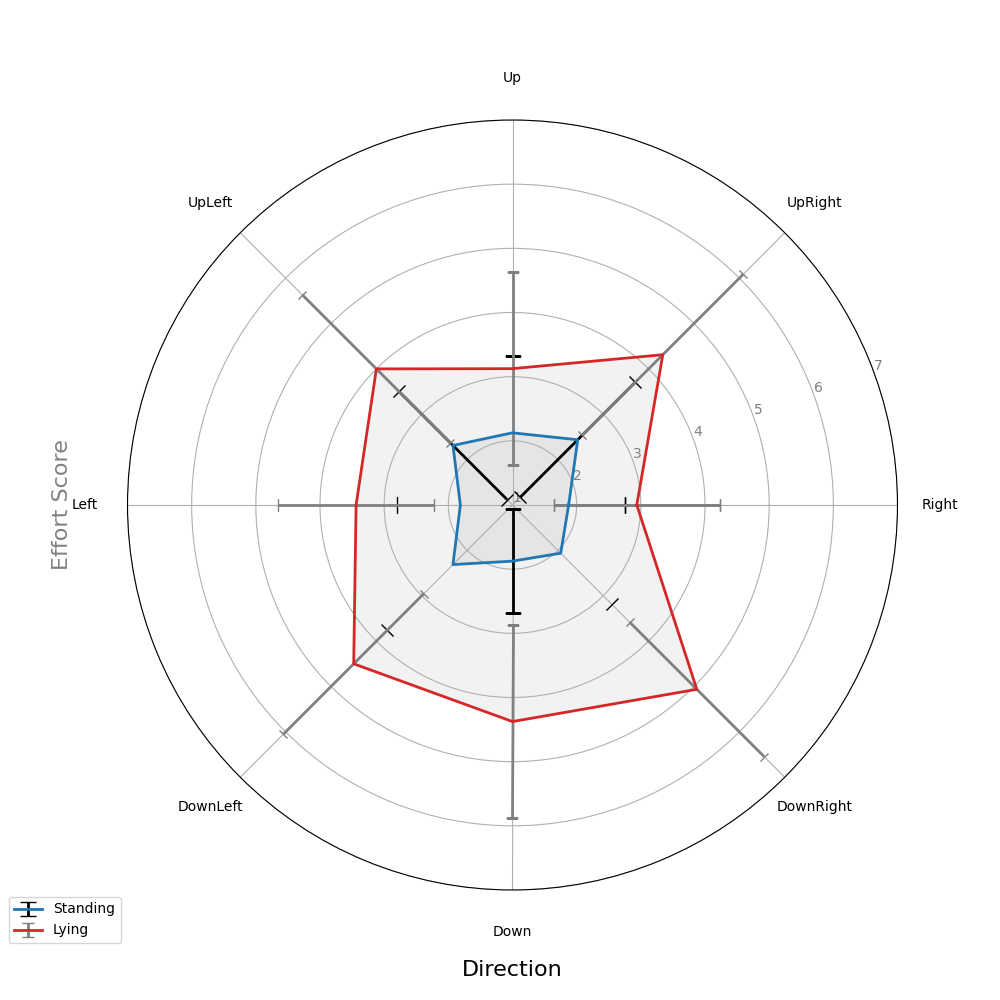 Up
UpLeft
UpRight
7
6
5
4
3
2
1
Effort Score
Left
Right
DownLeft
DownRight
Standing
Lying
Down
Direction